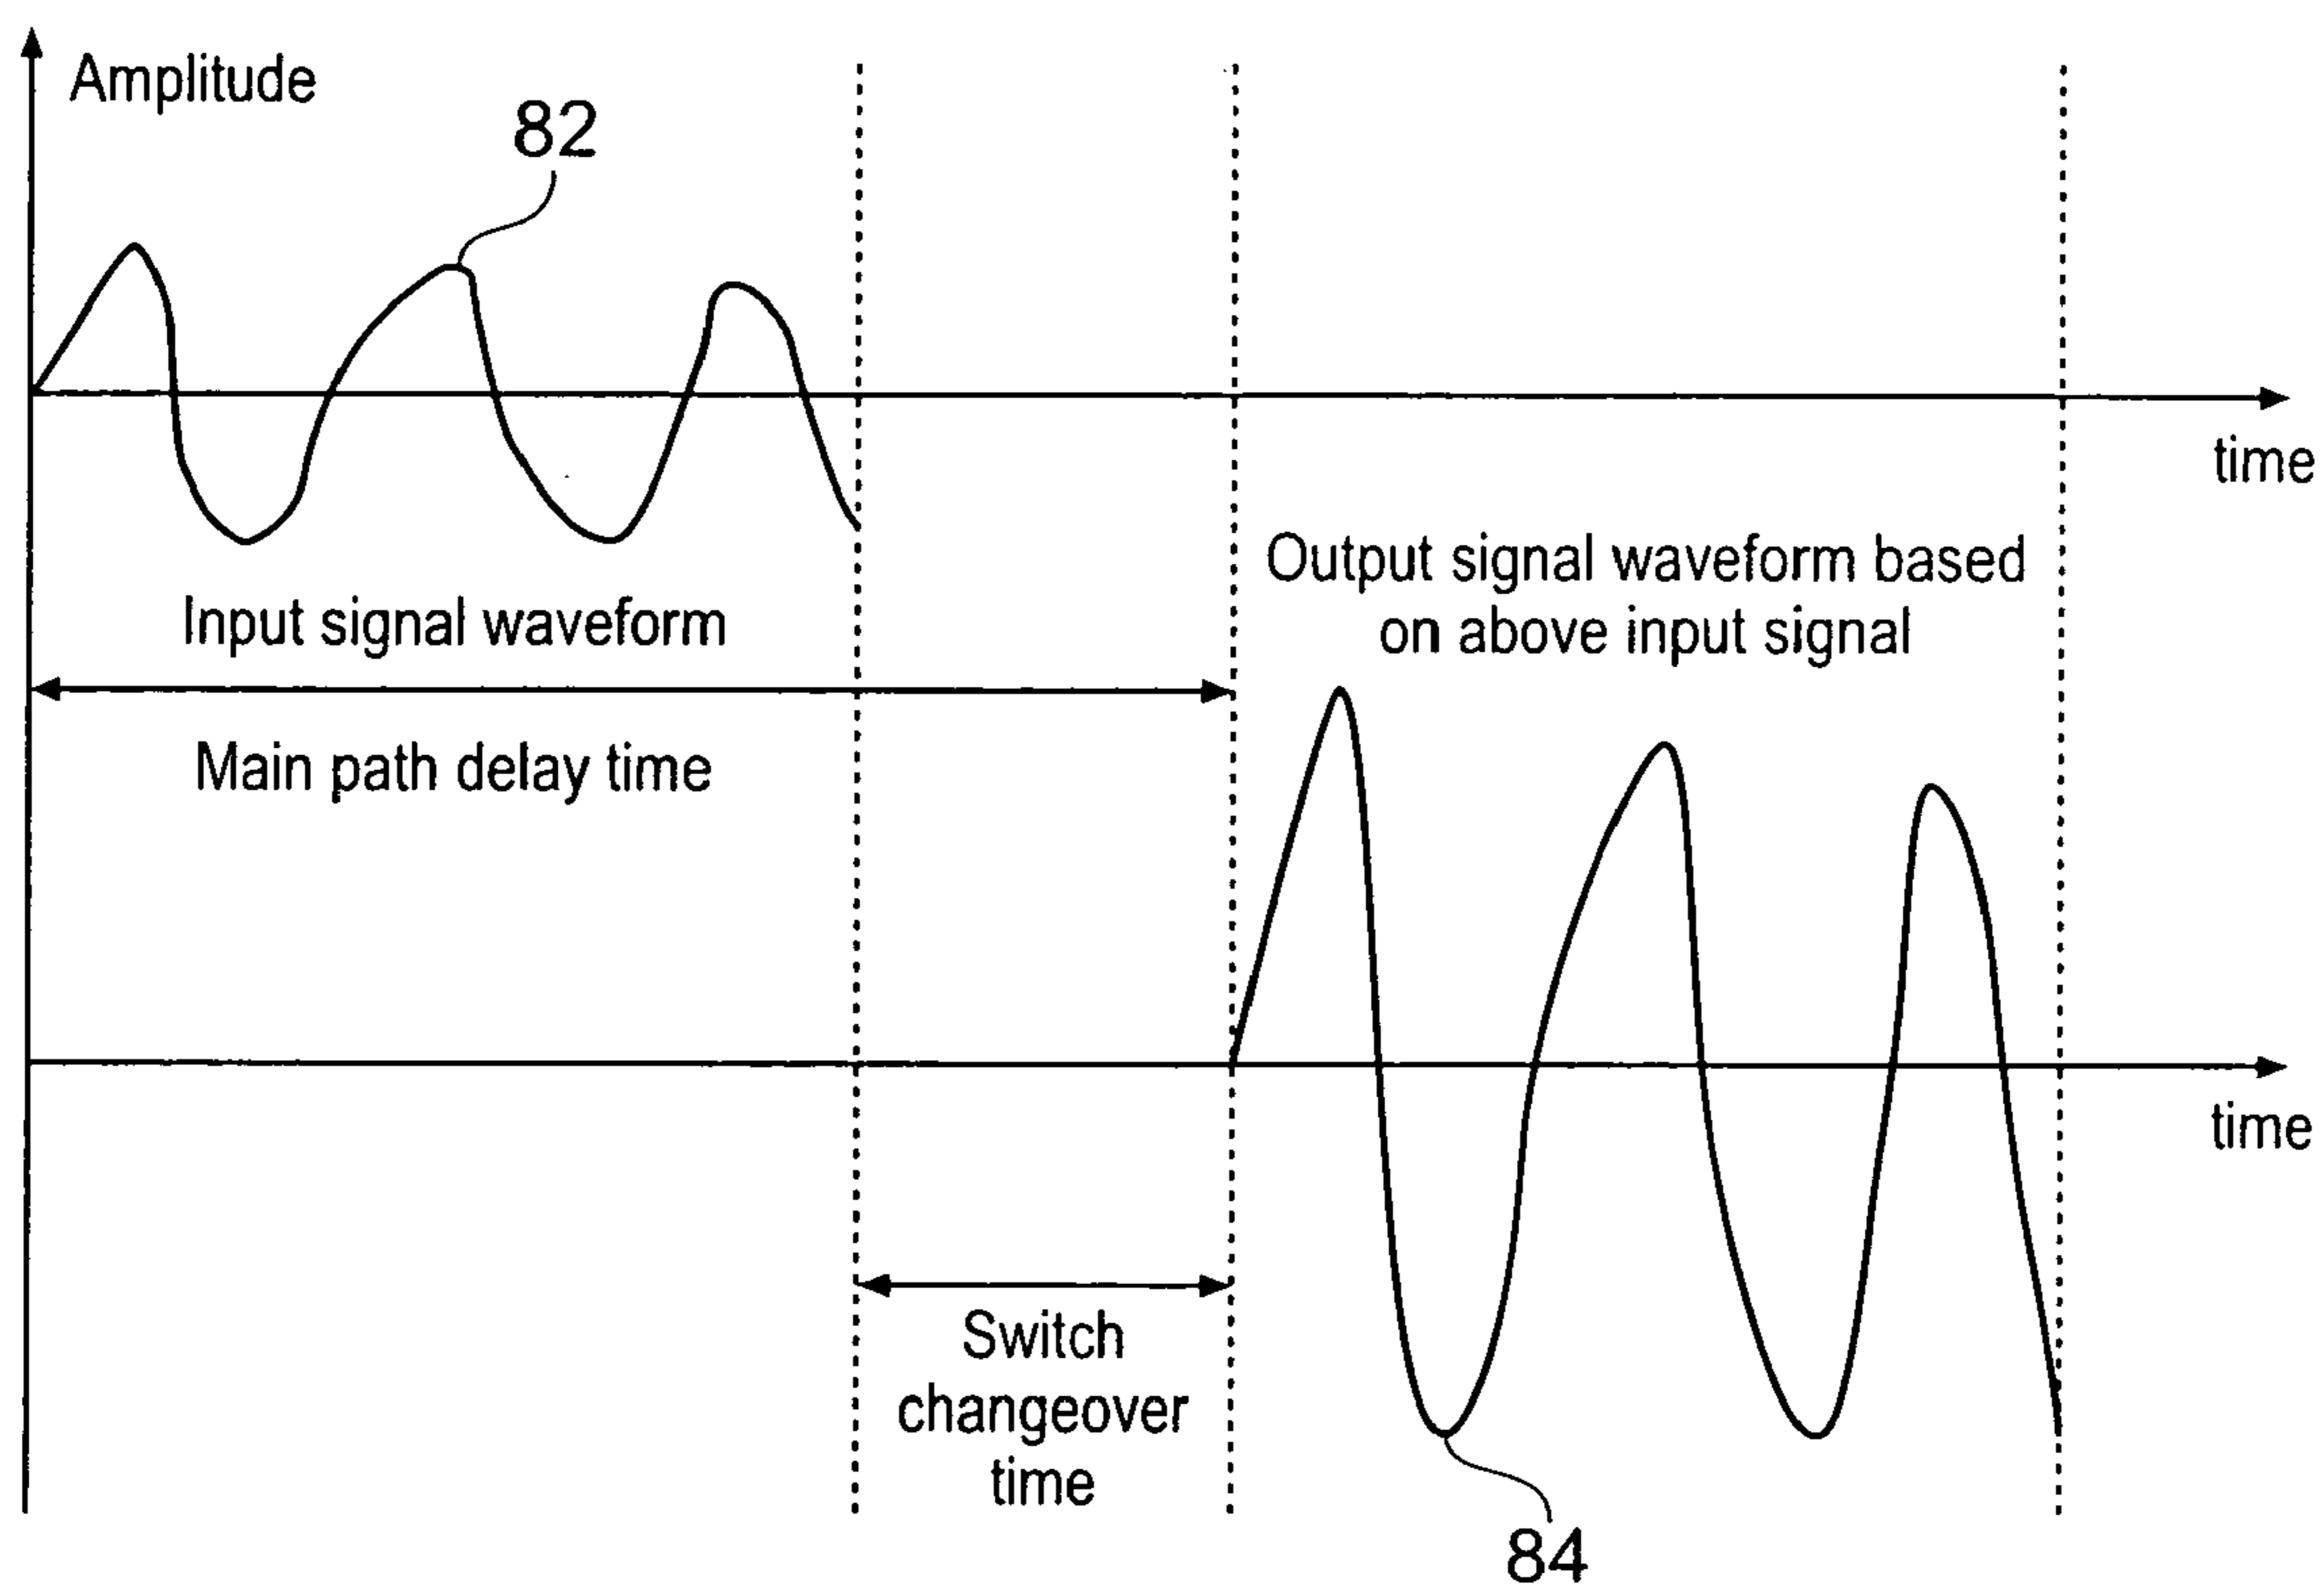 Amplitude
82
time
Input signal waveform
Output signal waveform based
on above input signal
Main path delay time
time
Switch
changeover
time
84